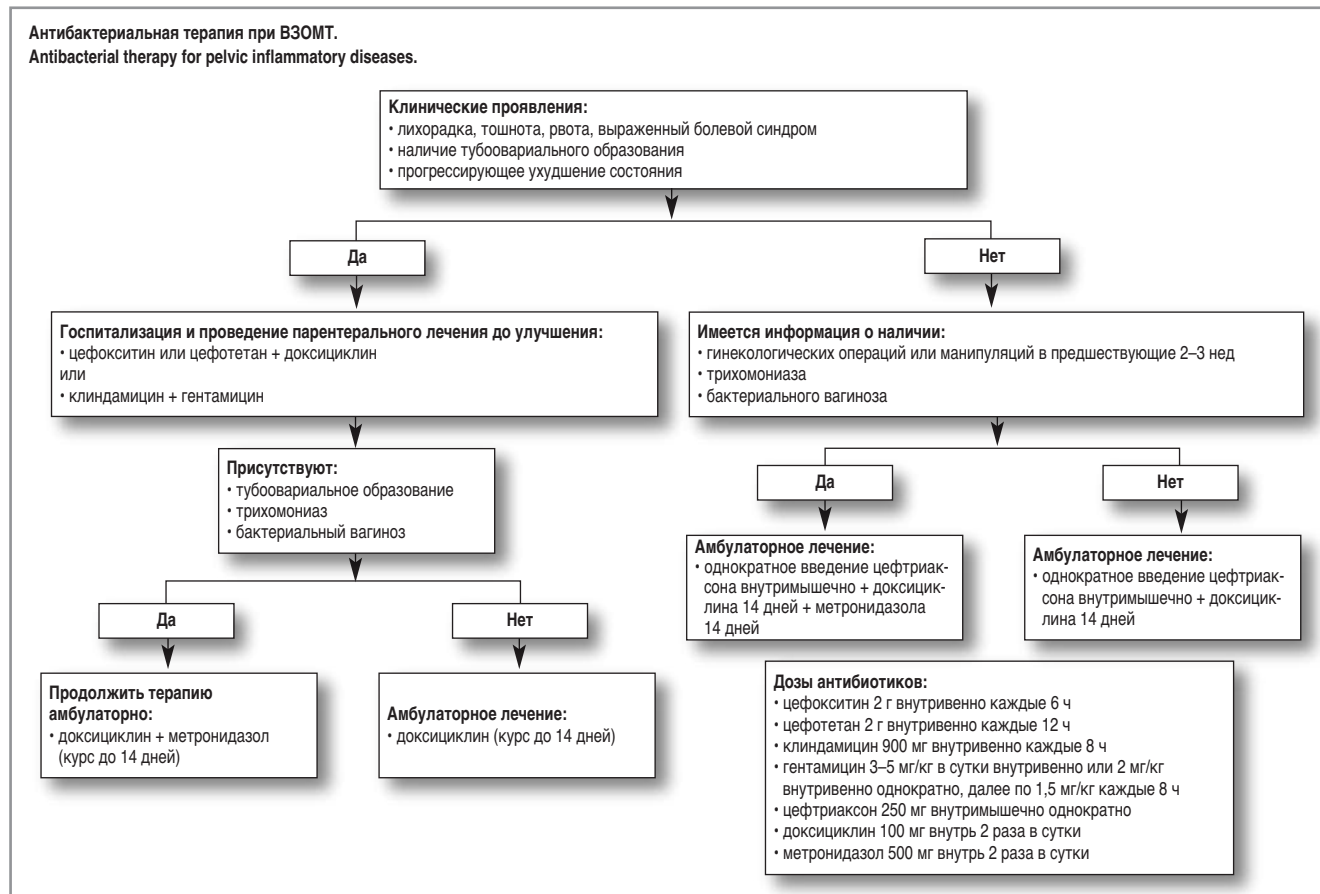 Антибактериальная терапия при ВЗОМТ.
Antibacterial therapy for pelvic inflammatory diseases.
Клинические проявления:
• лихорадка, тошнота, рвота, выраженный болевой синдром
• наличие тубоовариального образования
• прогрессирующее ухудшение состояния
Да
Нет
Госпитализация и проведение парентерального лечения до улучшения:
• цефокситин или цефотетан + доксициклин
или
• клиндамицин + гентамицин
Имеется информация о наличии:
• гинекологических операций или манипуляций в предшествующие 2–3 нед
• трихомониаза
• бактериального вагиноза
Присутствуют:
• тубоовариальное образование
• трихомониаз
• бактериальный вагиноз
Да
Нет
Амбулаторное лечение:
• однократное введение цефтриак-
сона внутримышечно + доксицик-
лина 14 дней + метронидазола
14 дней
Амбулаторное лечение:
• однократное введение цефтриак-
сона внутримышечно + доксицик-
лина 14 дней
Да
Нет
Продолжить терапию
амбулаторно:
• доксициклин + метронидазол
(курс до 14 дней)
Амбулаторное лечение:
• доксициклин (курс до 14 дней)
Дозы антибиотиков:
• цефокситин 2 г внутривенно каждые 6 ч
• цефотетан 2 г внутривенно каждые 12 ч
• клиндамицин 900 мг внутривенно каждые 8 ч
• гентамицин 3–5 мг/кг в сутки внутривенно или 2 мг/кг
внутривенно однократно, далее по 1,5 мг/кг каждые 8 ч
• цефтриаксон 250 мг внутримышечно однократно
• доксициклин 100 мг внутрь 2 раза в сутки
• метронидазол 500 мг внутрь 2 раза в сутки